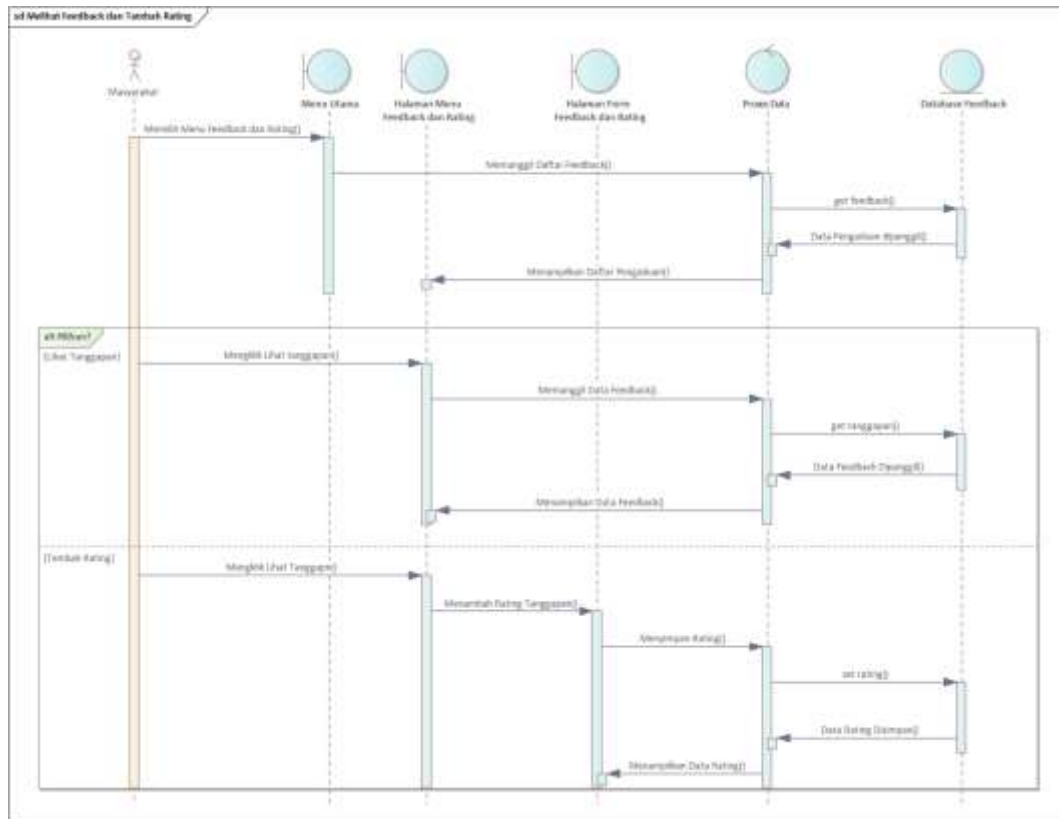 sd Melihat Feedback dan Tambah Rating
Masyarakat
Menu Utama
Halaman Menu
Feedback dan Rating
Halaman Form
Feedback dan Rating
Proses Data
Database Feedback
Memilih Menu Feedback dan Rating()
Memanggil Daftar Feedback()
get feedback()
Data Pengaduan dipanggil()
Menampilkan Daftar Pengaduan()
alt Pilihan?
[Lihat Tanggapan]
Mengklik Lihat tanggapan()
Memanggil Data Feedback()
get tanggapan()
Data Feedback Dipanggil()
Menampilkan Data Feedback()
[Tambah Rating]
Mengklik Lihat Tanggapn()
Menambah Rating Tanggapan()
Menyimpan Rating()
set rating()
Data Rating Disimpan()
Menampilkan Data Rating()